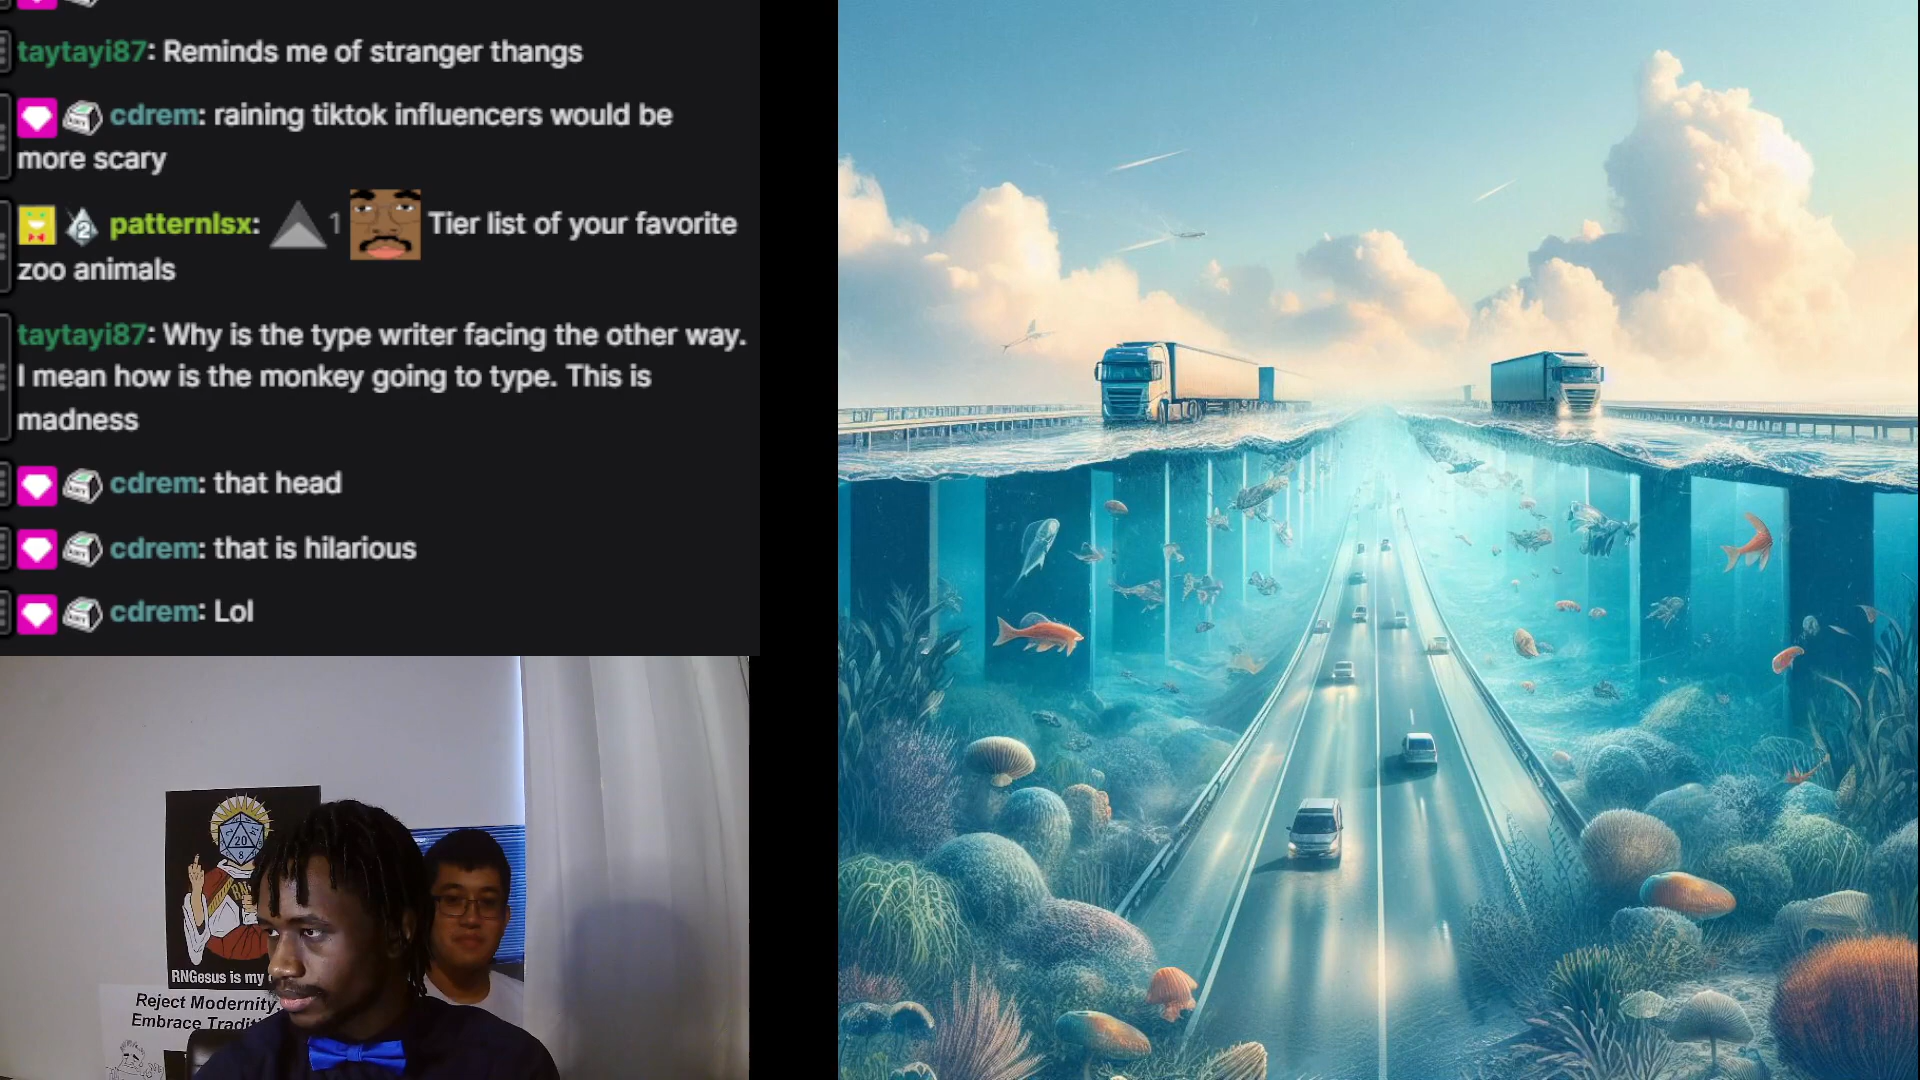 taytayi87: Reminds me of stranger thangs
cdrem: raining tiktok influencers would be
more scary
patternlsx: 1 Tier list of your favorite
zoo animals
taytayi87: Why is the type writer facing the other way.
I mean how is the monkey going to type. This is
madness
cdrem: that head
cdrem: that is hilarious
cdrem: Lol
20
8
RNGesus is my
Reject Modernity,
Embrace